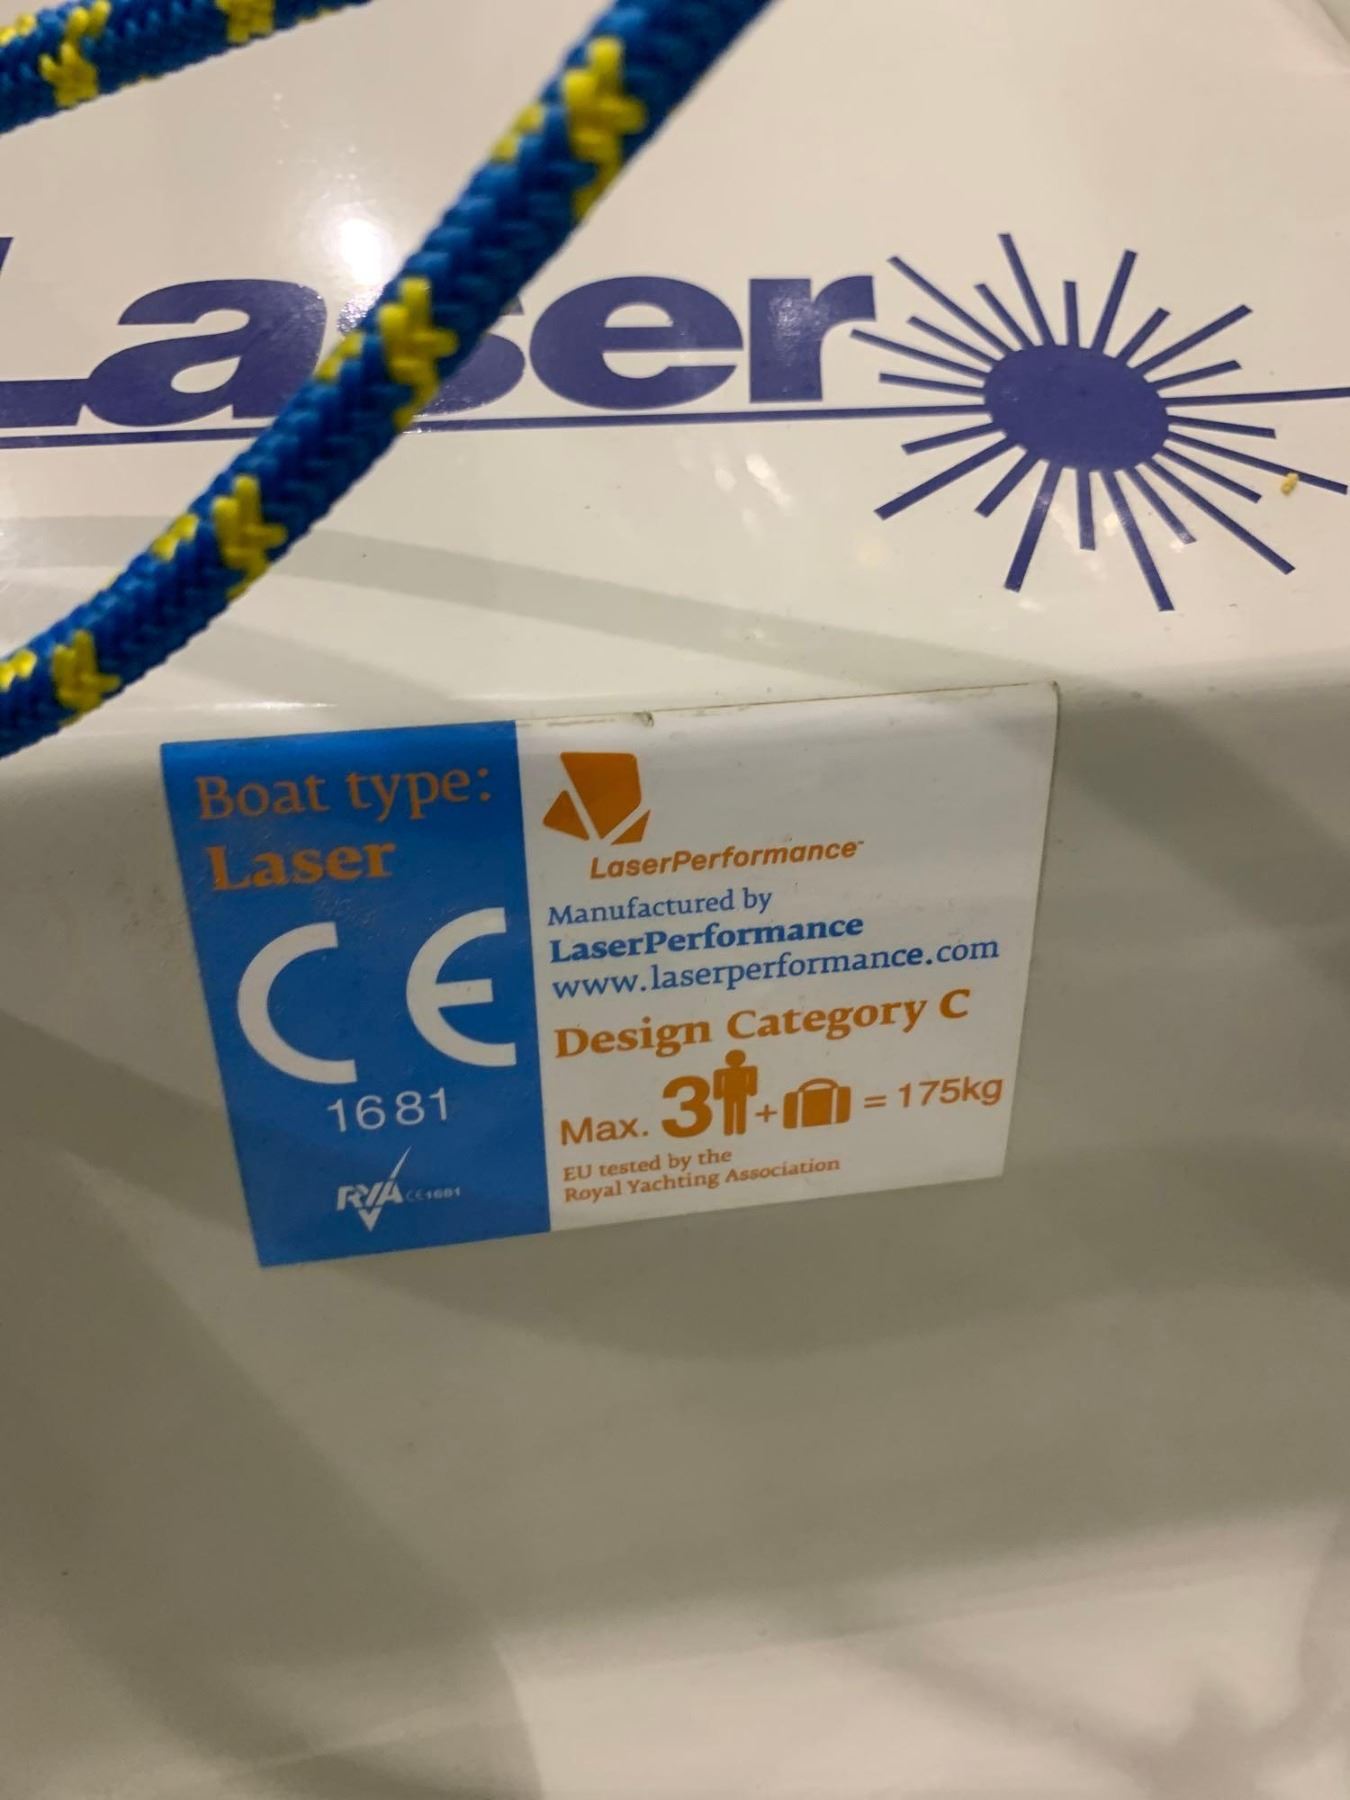 Laser
Boat type:
Laser
CE
1681
RYA CE1681
LaserPerformance™
Manufactured by
LaserPerformance
www.laserperformance.com
Design Category C
Max. 3 + = 175kg
EU tested by the
Royal Yachting Association